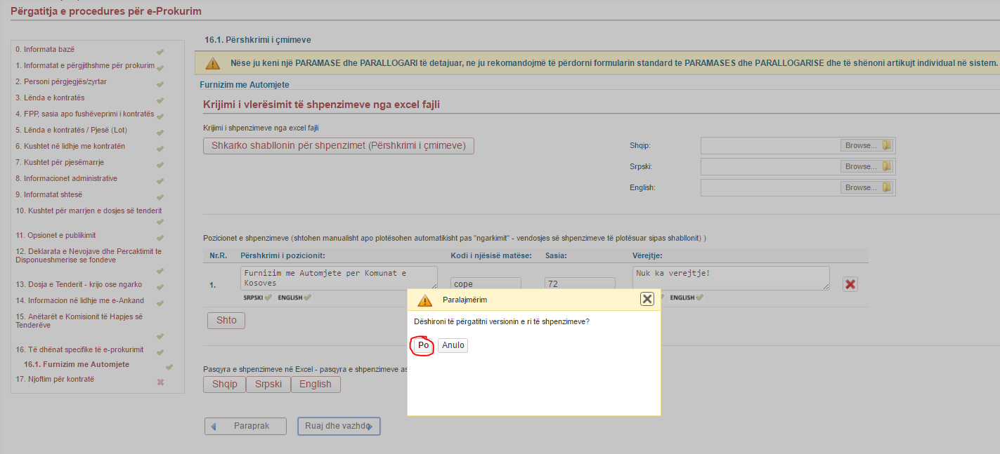 Përgatitja e procedures për e-Prokurim
0. Informata bazë
1. Informatat e përgjithshme për prokurim
2. Personi përgjegjës/zyrtar
3. Lënda e kontratës
4. FPP, sasia apo fushëveprimi i kontratës
5. Lënda e kontratës / Pjesë (Lot)
6. Kushtet në lidhje me kontratën
7. Kushtet për pjesëmarrje
8. Informacionet administrative
9. Informatat shtesë
10. Kushtet për marrjen e dosjes së tenderit
11. Opsionet e publikimit
12. Deklarata e Nevojave dhe Percaktimit te
Disponueshmerise se fondeve
13. Dosja e Tenderit - krijo ose ngarko
14. Informacion në lidhje me e-Ankand
15. Anëtarët e Komisionit të Hapjes së
Tenderëve
16. Të dhënat specifike të e-prokurimit
16.1. Furnizim me Automjete
17. Njoftim për kontratë
16.1. Përshkrimi i çmimeve
Nëse ju keni një PARAMASE dhe PARALLOGARI të detajuar, ne ju rekomandojmë të përdorni formularin standard te PARAMASES dhe PARALLOGARISE dhe të shënoni artikujt individual në sistem.
Furnizim me Automjete
Krijimi i vlerësimit të shpenzimeve nga excel fajli
Krijimi i shpenzimeve nga excel fajli
Shkarko shabllonin për shpenzimet (Përshkrimi i çmimeve)
Shqip: Browse...
Srpski: Browse...
English: Browse...
Pozicionet e shpenzimeve (shtohen manualisht apo plotësohen automatikisht pas "ngarkimit" - vendosjes së shpenzimeve të plotësuar sipas shabllonit) )
Nr.R. Përshkrimi i pozicionit: Kodi i njësisë matëse: Sasia: Vërejtje:
1. Furnizim me Automjete per Komunat e
Kosoves
cope 72 Nuk ka verejtje!
SRPSKI ENGLISH ENGLISH
Shto
Paralajmërim
Dëshironi të përgatitni versionin e ri të shpenzimeve?
Po Anulo
Pasqyra e shpenzimeve në Excel - pasqyra e shpenzimeve as
Shqip Srpski English
Paraprak Ruaj dhe vazhdo